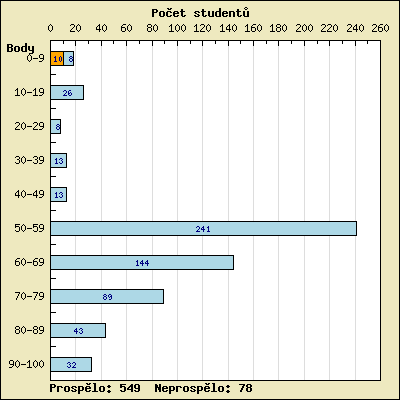 Počet studentů
0 20 40 60 80 100 120 140 160 180 200 220 240 260
Body
0-9 10 8
10-19 26
20-29 8
30-39 13
40-49 13
50-59 241
60-69 144
70-79 89
80-89 43
90-100 32
Prospělo: 549 Neprospělo: 78